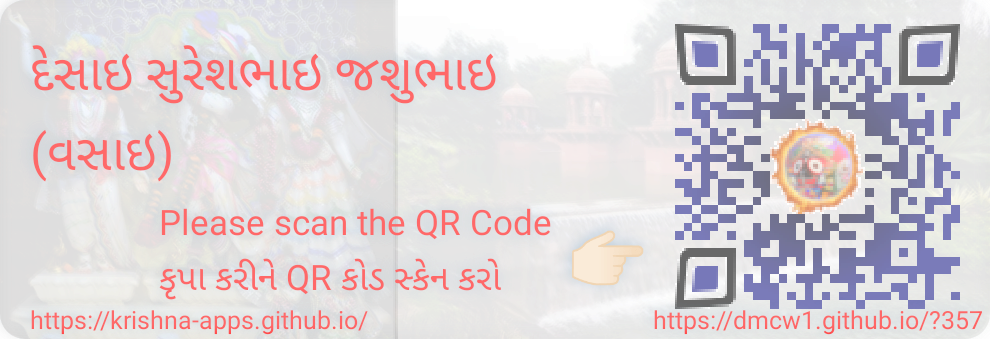 દેસાઇ સુરેશભાઇ જશુભાઇ
(વસાઇ)
Please scan the QR Code
કૃપા કરીને QR કોડ સ્કેન કરો
https://krishna-apps.github.io/
https://dmcw1.github.io/?357